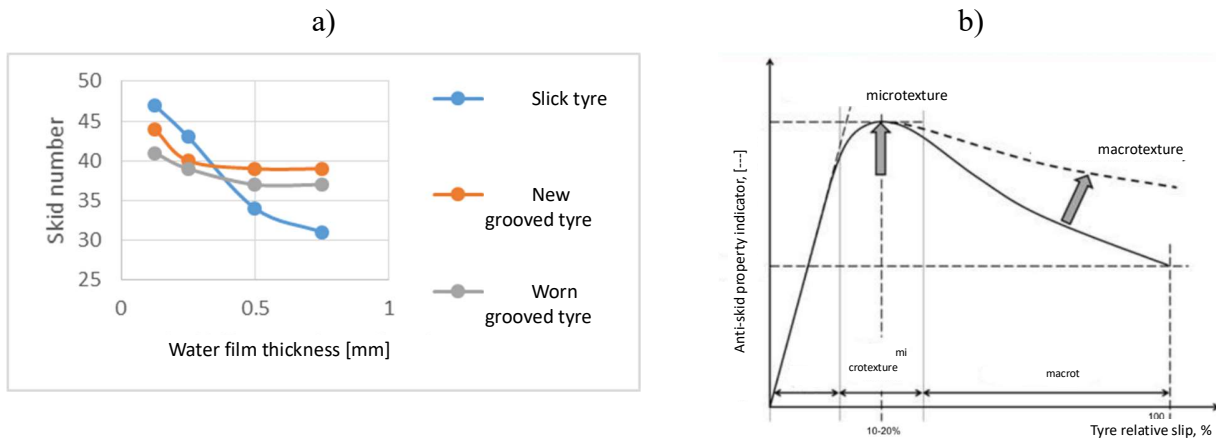 a)
50
45
40
35
30
25
0
0.5
1
Skid number
Water film thickness [mm]
Slick tyre
New
grooved tyre
Worn
grooved tyre
b)
microtexture
macrotexture
Anti-skid property indicator, [---]
mi
crotexture
macrot
100
10-20%
Tyre relative slip, %